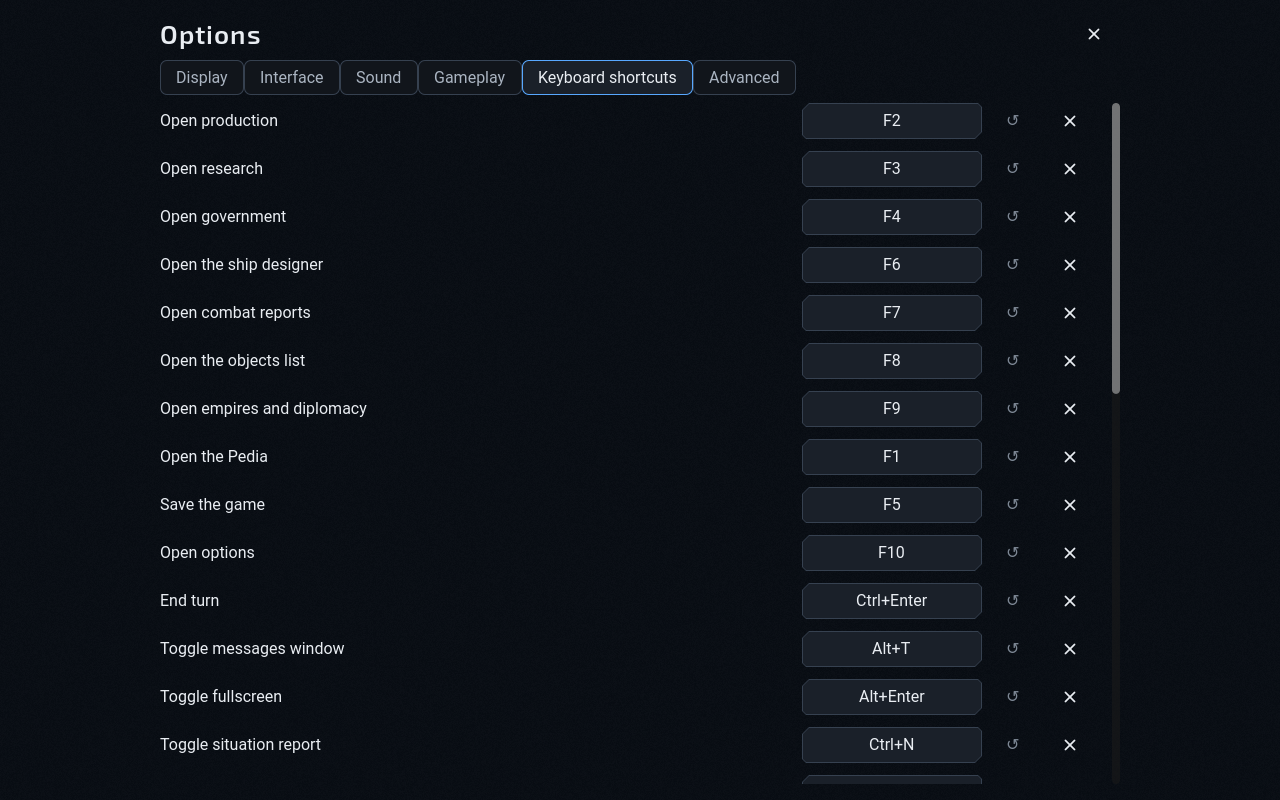 Options
Display Interface Sound Gameplay Keyboard shortcuts Advanced
Open production F2
Open research F3
Open government F4
Open the ship designer F6
Open combat reports F7
Open the objects list F8
Open empires and diplomacy F9
Open the Pedia F1
Save the game F5
Open options F10
End turn Ctrl+Enter
Toggle messages window Alt+T
Toggle fullscreen Alt+Enter
Toggle situation report Ctrl+N